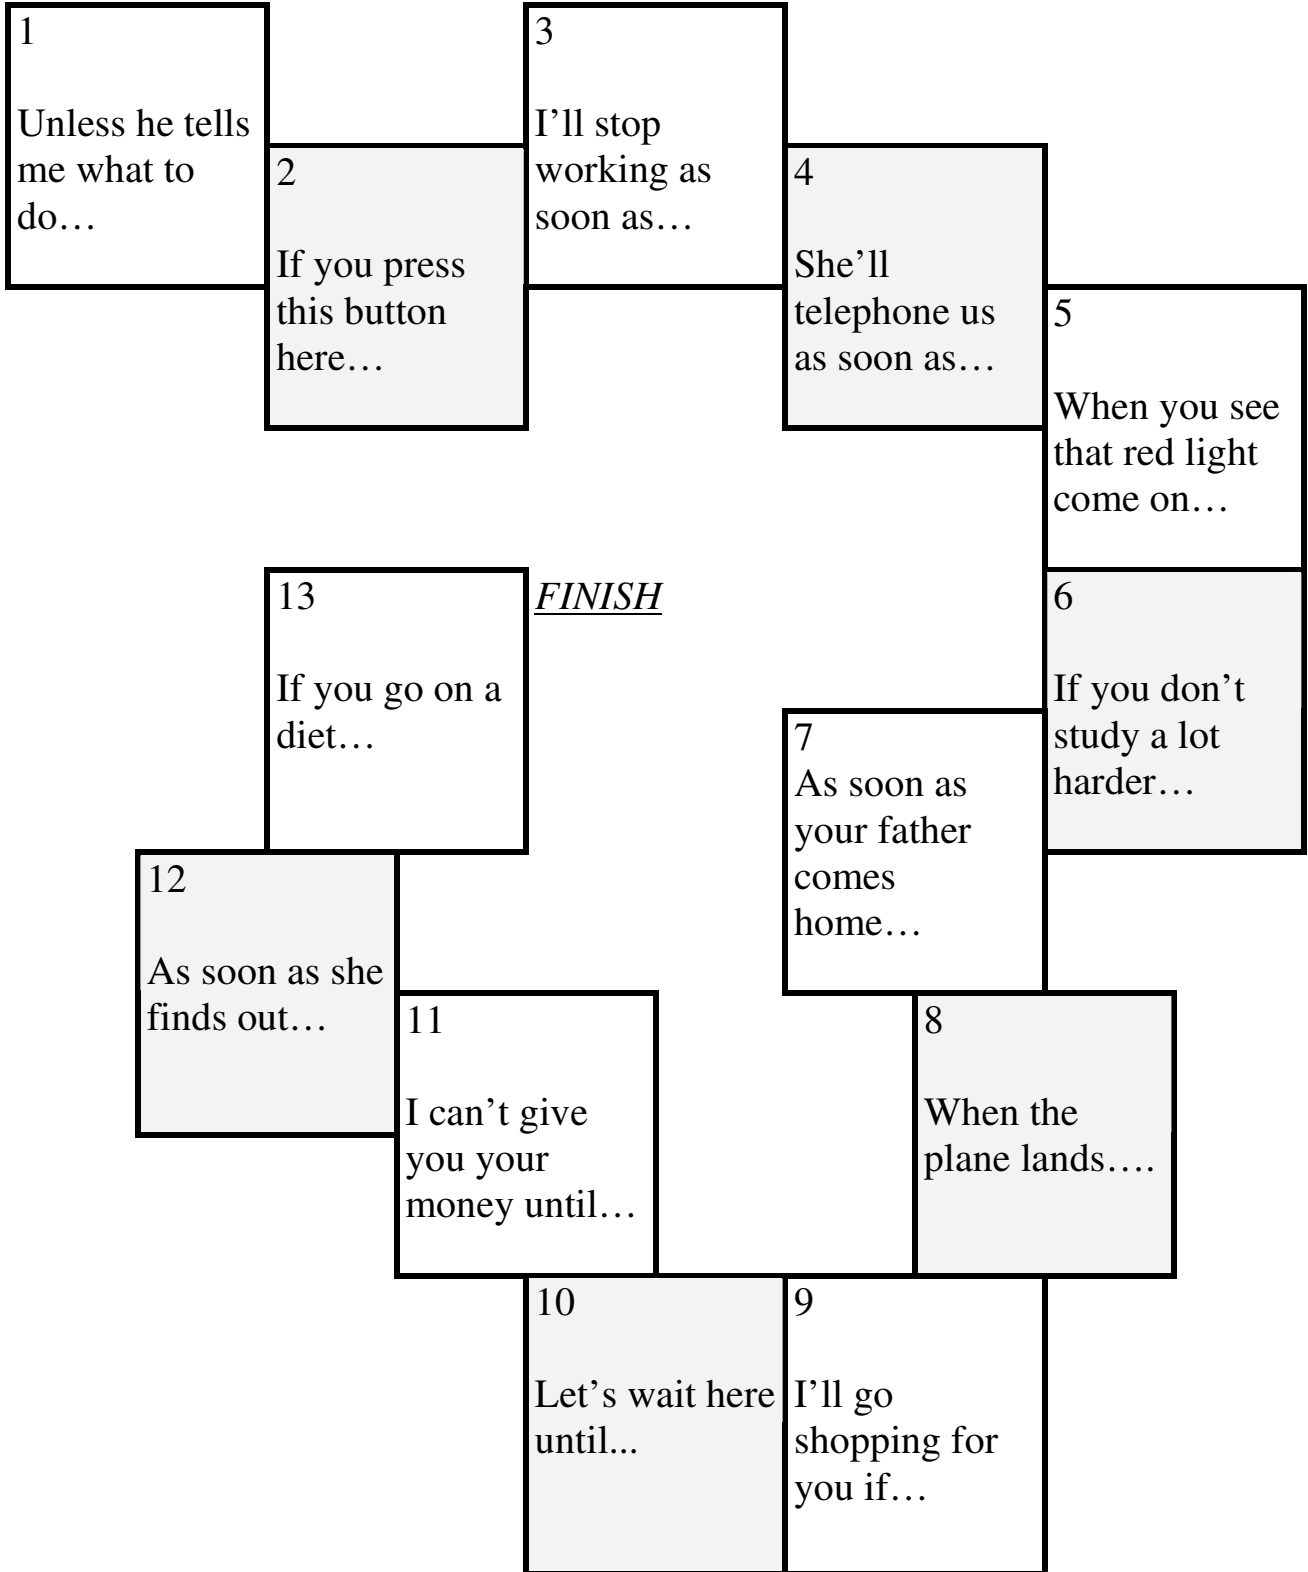 1
Unless he tells
me what to
do…
2
If you press
this button
here…
3
I’ll stop
working as
soon as…
4
She’ll
telephone us
as soon as…
5
When you see
that red light
come on…
6
If you don’t
study a lot
harder…
7
As soon as
your father
comes
home…
8
When the
plane lands….
9
I’ll go
shopping for
you if…
10
Let’s wait here
until...
11
I can’t give
you your
money until…
12
As soon as she
finds out…
13
If you go on a
diet…
FINISH